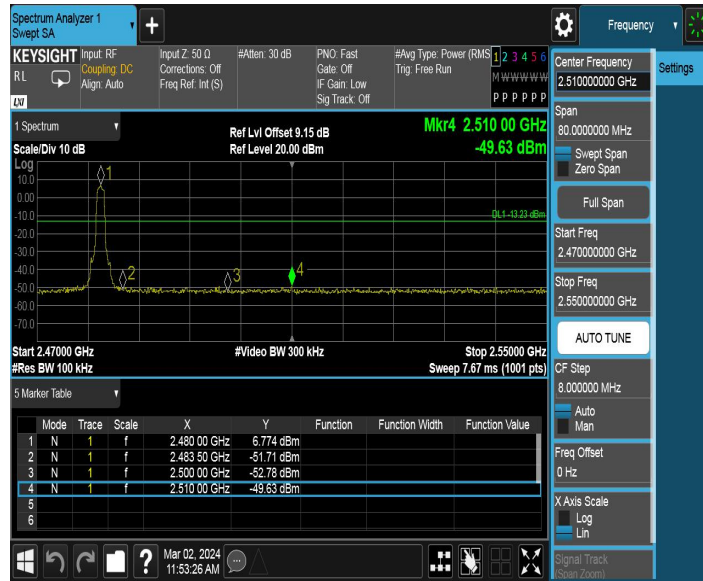 Spectrum Analyzer 1
Swept SA
+
Frequency
KEYSIGHT
RL
LXI
Input: RF
Coupling: DC
Align: Auto
Input Z: 50 Ω
Corrections: Off
Freq Ref: Int (S)
#Atten: 30 dB
PNO: Fast
Gate: Off
IF Gain: Low
Sig Track: Off
#Avg Type: Power (RMS
Trig: Free Run
1 2 3 4 5 6
M W W W W W
P P P P P P
1 Spectrum
Scale/Div 10 dB
Log
Ref Lvl Offset 9.15 dB
Ref Level 20.00 dBm
Mkr4 2.510 00 GHz
-49.63 dBm
10.0
0.00
-10.0
-20.0
-30.0
-40.0
-50.0
-60.0
-70.0
1
2
3
4
DL1 -13.23 dBm
Start 2.47000 GHz
#Res BW 100 kHz
#Video BW 300 kHz
Stop 2.55000 GHz
Sweep 7.67 ms (1001 pts)
5 Marker Table
Mode Trace Scale X Y Function Function Width Function Value
1 N 1 f 2.480 00 GHz 6.774 dBm
2 N 1 f 2.483 50 GHz -51.71 dBm
3 N 1 f 2.500 00 GHz -52.78 dBm
4 N 1 f 2.510 00 GHz -49.63 dBm
5
6
?
Mar 02, 2024
11:53:26 AM
Center Frequency
2.510000000 GHz
Settings
Span
80.0000000 MHz
Swept Span
Zero Span
Full Span
Start Freq
2.470000000 GHz
Stop Freq
2.550000000 GHz
AUTO TUNE
CF Step
8.000000 MHz
Auto
Man
Freq Offset
0 Hz
X Axis Scale
Log
Lin
Signal Track
(Span Zoom)